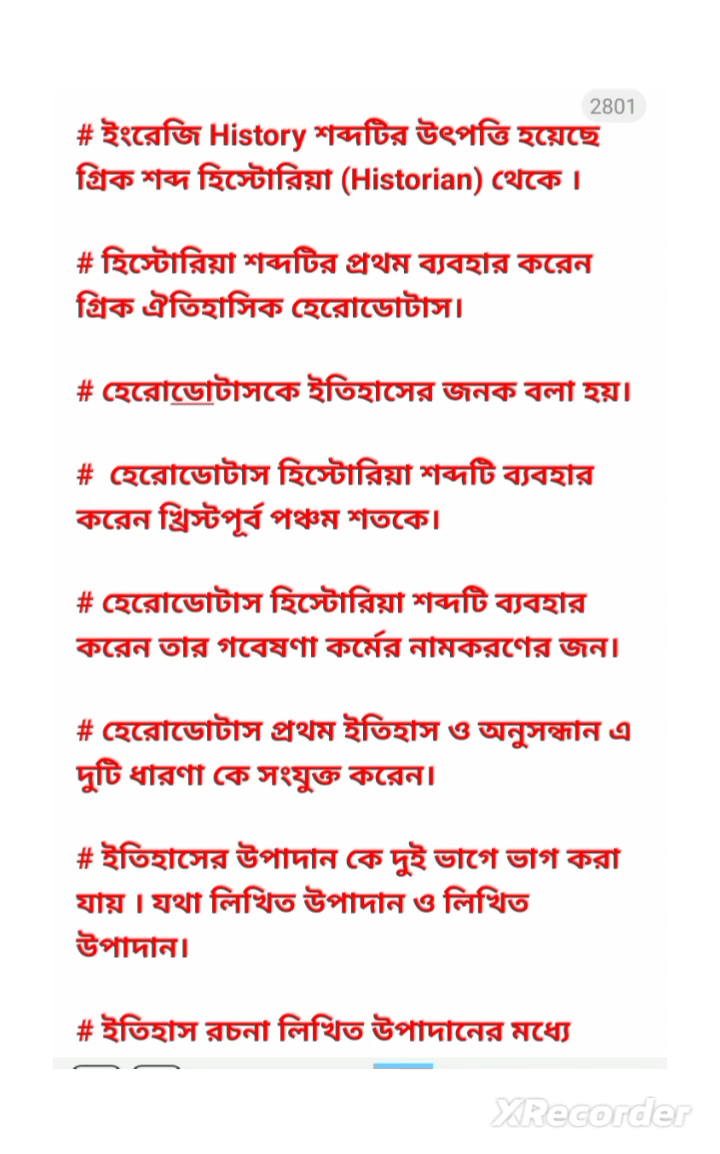 2801
# ইংরেজি History শব্দটির উৎপত্তি হয়েছে
গ্রিক শব্দ হিস্টোরিয়া (Historian) থেকে ।
# হিস্টোরিয়া শব্দটির প্রথম ব্যবহার করেন
গ্রিক ঐতিহাসিক হেরোডোটাস।
# হেরোডোটাসকে ইতিহাসের জনক বলা হয়।
# হেরোডোটাস হিস্টোরিয়া শব্দটি ব্যবহার
করেন খ্রিস্টপূর্ব পঞ্চম শতকে।
# হেরোডোটাস হিস্টোরিয়া শব্দটি ব্যবহার
করেন তার গবেষণা কর্মের নামকরণের জন।
# হেরোডোটাস প্রথম ইতিহাস ও অনুসন্ধান এ
দুটি ধারণা কে সংযুক্ত করেন।
# ইতিহাসের উপাদান কে দুই ভাগে ভাগ করা
যায় । যথা লিখিত উপাদান ও লিখিত
উপাদান।
# ইতিহাস রচনা লিখিত উপাদানের মধ্যে
XRecorder